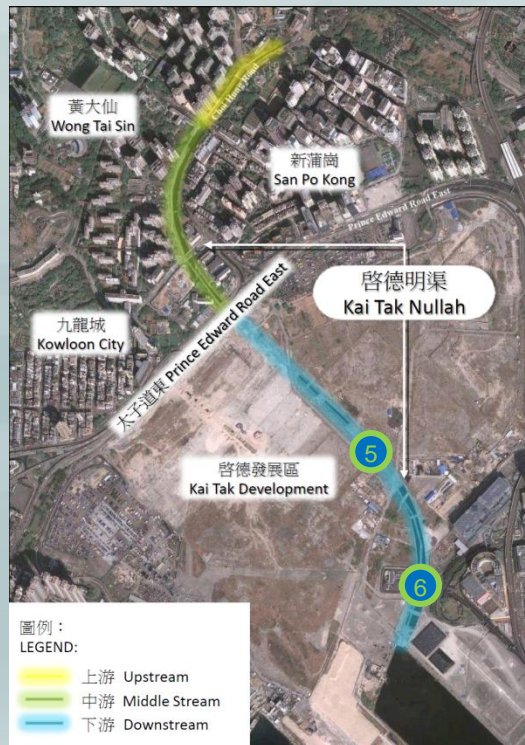 Choi Hung Road
黃大仙
Wong Tai Sin
新蒲崗
San Po Kong
Prince Edward Road East
啓德明渠
Kai Tak Nullah
九龍城
Kowloon City
太子道東 Prince Edward Road East
5
啓德發展區
Kai Tak Development
6
圖例：
LEGEND:
上游 Upstream
中游 Middle Stream
下游 Downstream